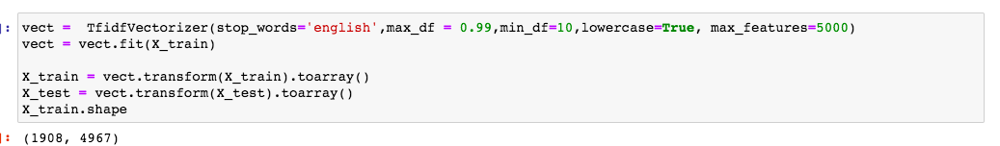 ]: vect =  TfidfVectorizer(stop_words='english',max_df = 0.99,min_df=10,lowercase=True, max_features=5000)
vect = vect.fit(X_train)
X_train = vect.transform(X_train).toarray()
X_test = vect.transform(X_test).toarray()
X_train.shape
]: (1908, 4967)